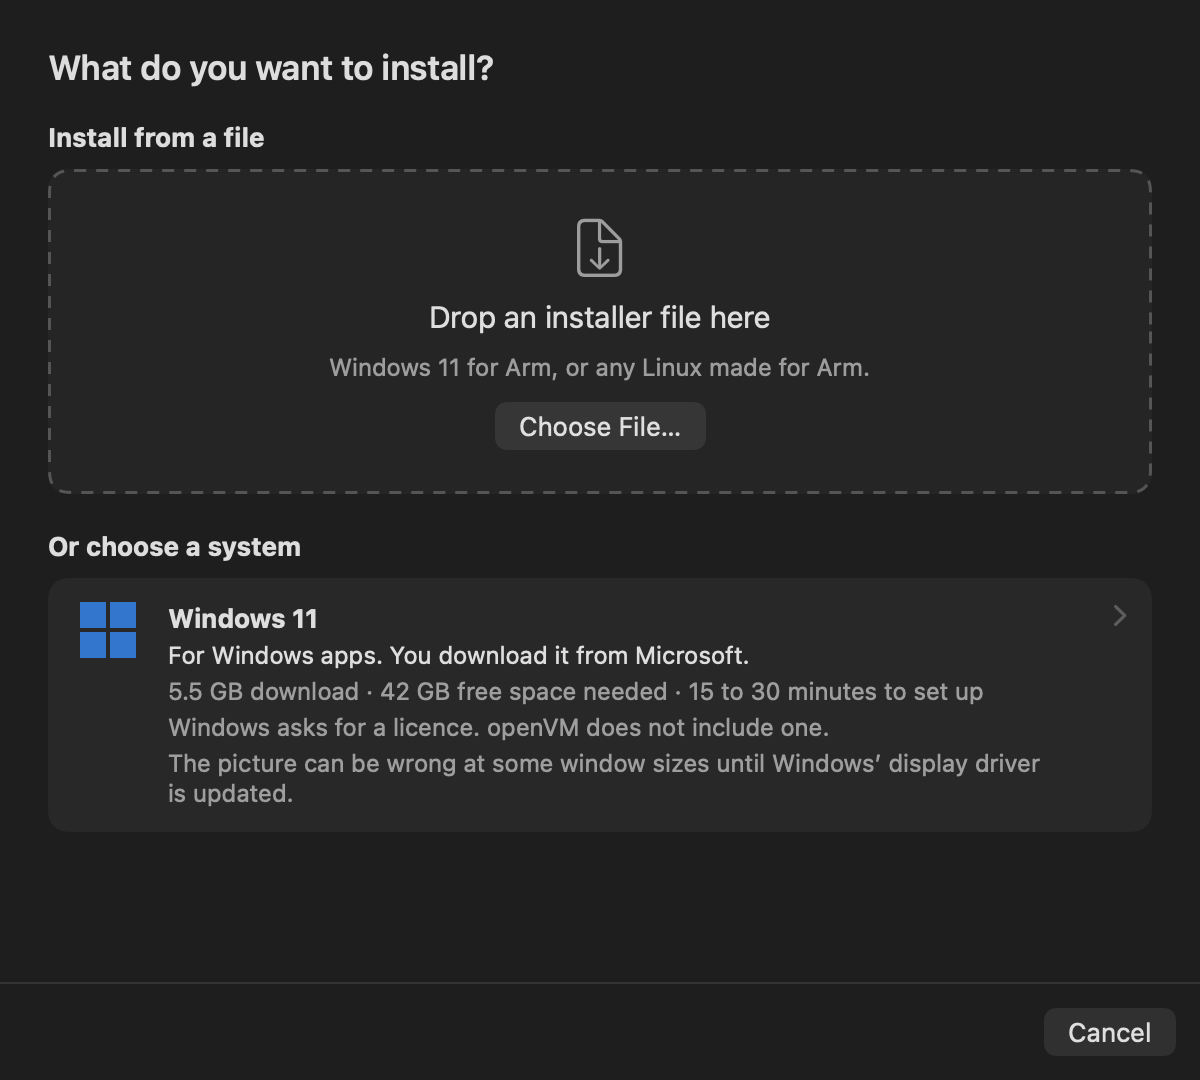 What do you want to install?
Install from a file
Drop an installer file here
Windows 11 for Arm, or any Linux made for Arm.
Choose File...
Or choose a system
Windows 11
For Windows apps. You download it from Microsoft.
5.5 GB download · 42 GB free space needed · 15 to 30 minutes to set up
Windows asks for a licence. openVM does not include one.
The picture can be wrong at some window sizes until Windows’ display driver
is updated.
Cancel